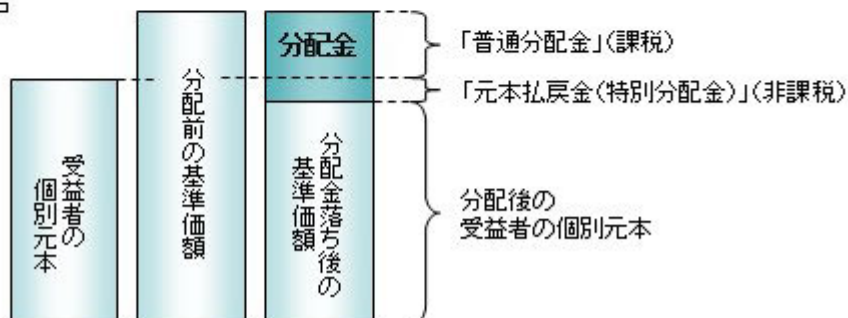 受益者の
個別元本
分配前の基準価額
分配金
分配金落ち後の
基準価額
「普通分配金」(課税)
「元本払戻金(特別分配金)」(非課税)
分配後の
受益者の個別元本